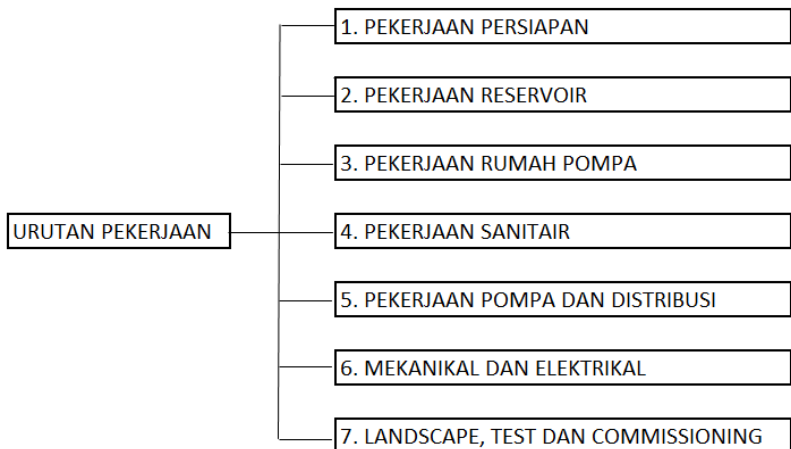 1. PEKERJAAN PERSIAPAN
2. PEKERJAAN RESERVOIR
3. PEKERJAAN RUMAH POMPA
URUTAN PEKERJAAN
4. PEKERJAAN SANITAIR
5. PEKERJAAN POMPA DAN DISTRIBUSI
6. MEKANIKAL DAN ELEKTRIKAL
7. LANDSCAPE, TEST DAN COMMISSIONING